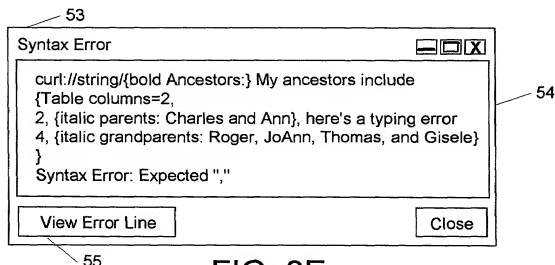 53
Syntax Error
curl://string/{bold Ancestors:} My ancestors include
{Table columns=2,
2, {italic parents: Charles and Ann}, here's a typing error
4, {italic grandparents: Roger, JoAnn, Thomas, and Gisele}
}
Syntax Error: Expected ","
54
View Error Line
Close
55